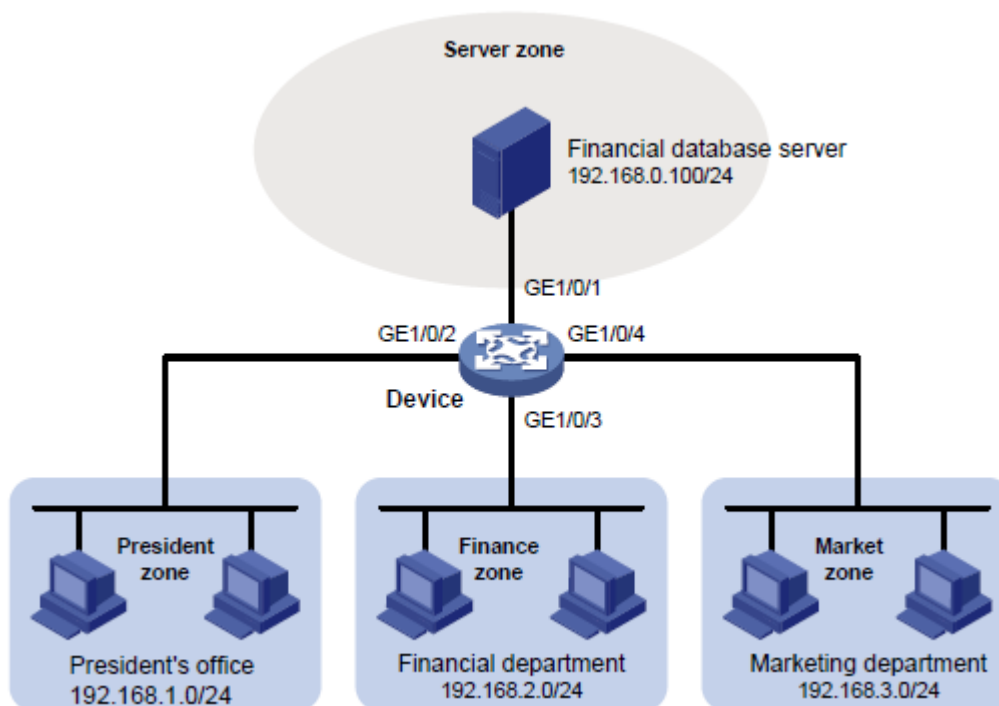 Server zone
Financial database server
192.168.0.100/24
GE1/0/1
GE1/0/2
GE1/0/4
Device
GE1/0/3
President
zone
Finance
zone
Market
zone
President's office
192.168.1.0/24
Financial department
192.168.2.0/24
Marketing department
192.168.3.0/24